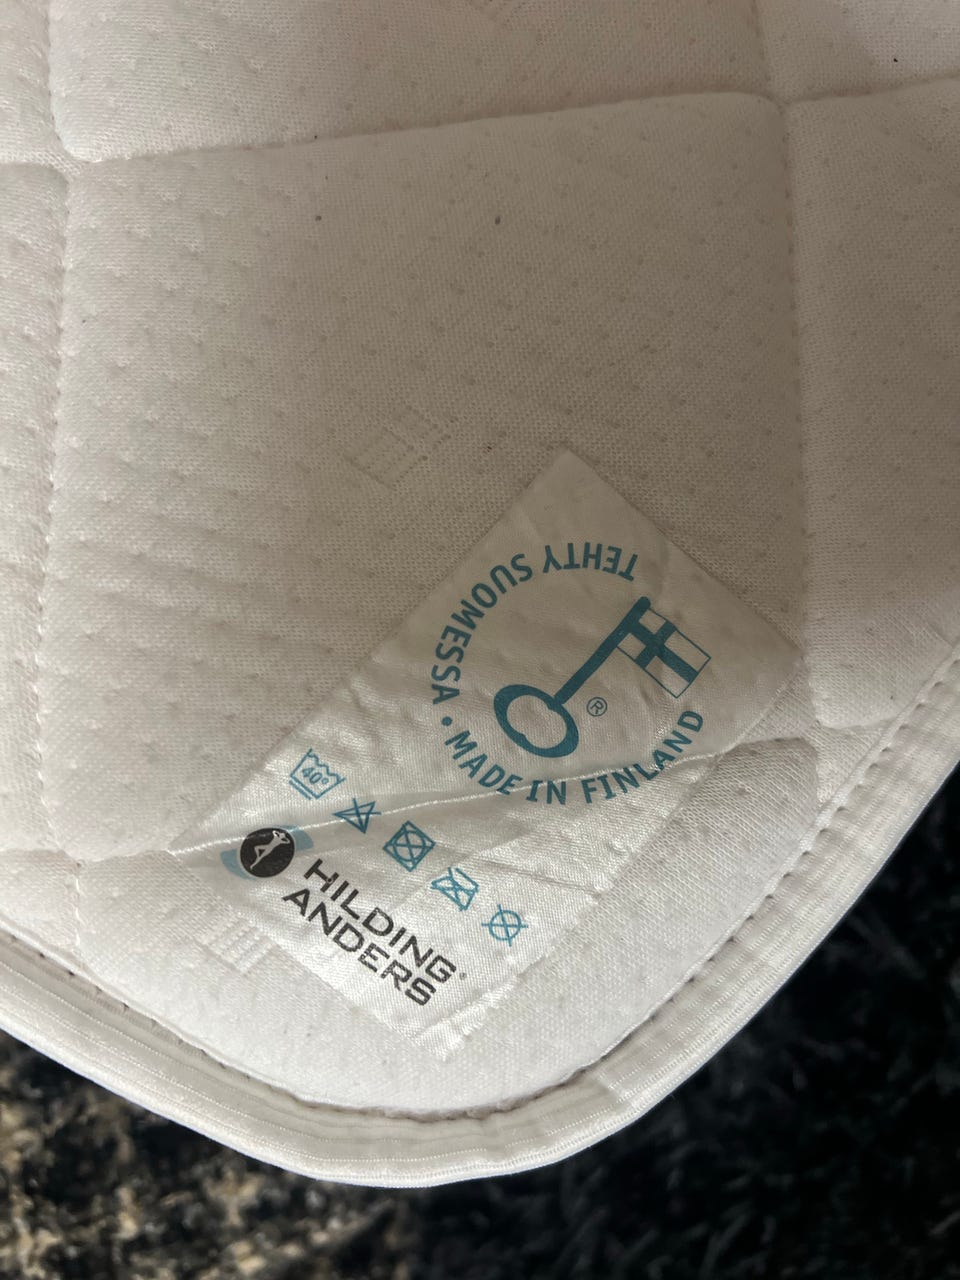 TEHTY SUOMESSA • MADE IN FINLAND
®
40°
HILDING
ANDERS®